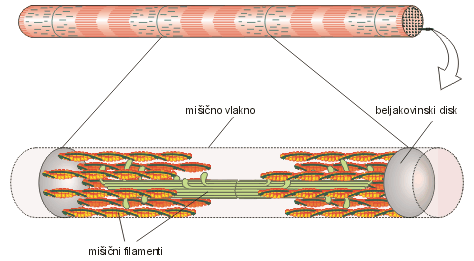 mišično vlakno
beljakovinski disk
mišični filamenti